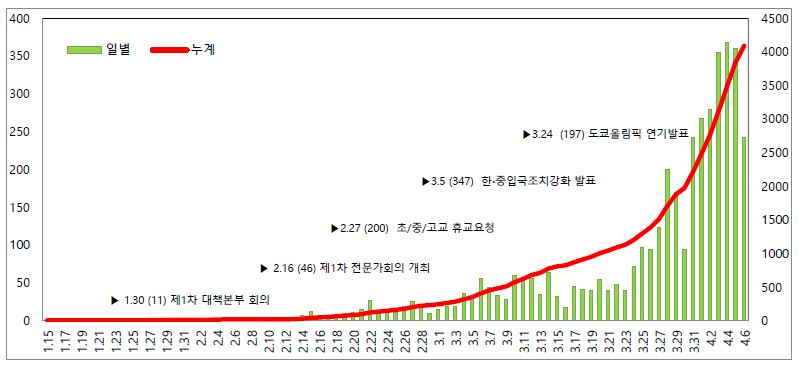 400
350
300
250
200
150
100
50
0
일별 누계
4500
4000
3500
3000
2500
2000
1500
1000
500
0
▶3.24 (197) 도쿄올림픽 연기발표
▶3.5 (347) 한·중입국조치강화 발표
▶2.27 (200) 초/중/고교 휴교요청
▶ 2.16 (46) 제1차 전문가회의 개최
▶ 1.30 (11) 제1차 대책본부 회의
1.15 1.17 1.19 1.21 1.23 1.25 1.27 1.29 1.31 2.2 2.4 2.6 2.8 2.10 2.12 2.14 2.16 2.18 2.20 2.22 2.24 2.26 2.28 3.1 3.3 3.5 3.7 3.9 3.11 3.13 3.15 3.17 3.19 3.21 3.23 3.25 3.27 3.29 3.31 4.2 4.4 4.6